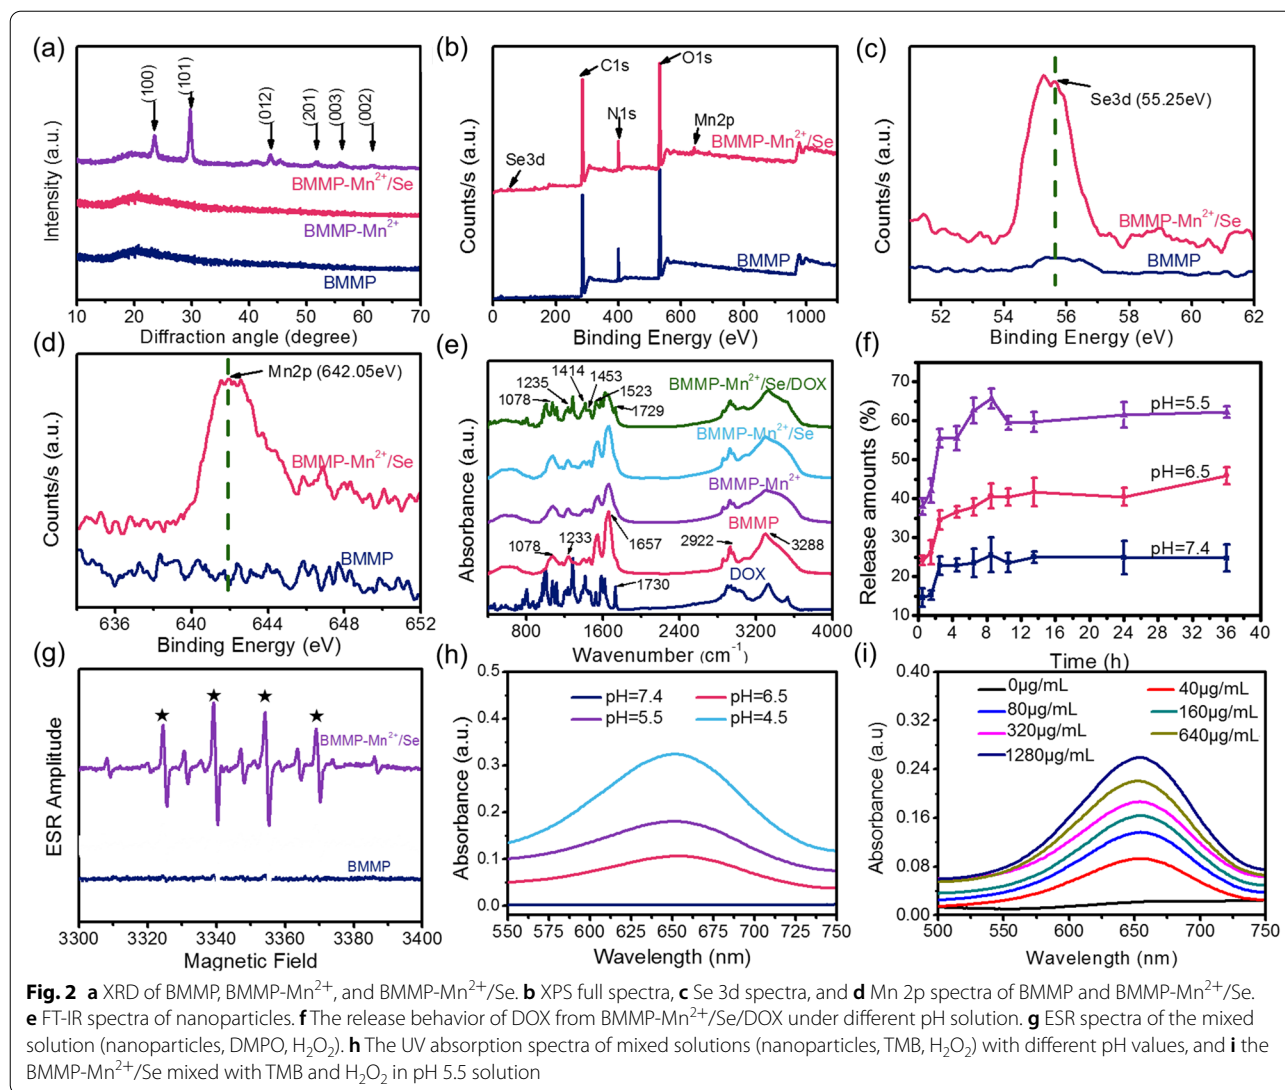 (a)
Intensity (a.u.)
(100)
(101)
(012)
(201)
(003)
(002)
BMMP-Mn²⁺/Se
BMMP-Mn²⁺
BMMP
10 20 30 40 50 60 70
Diffraction angle (degree)
(b)
Counts/s (a.u.)
C1s
O1s
N1s
Mn2p
Se3d
BMMP-Mn²⁺/Se
BMMP
0 200 400 600 800 1000
Binding Energy (eV)
(c)
Counts/s (a.u.)
Se3d (55.25eV)
BMMP-Mn²⁺/Se
BMMP
52 54 56 58 60 62
Binding Energy (eV)
(d)
Counts/s (a.u.)
Mn2p (642.05eV)
BMMP-Mn²⁺/Se
BMMP
636 640 644 648 652
Binding Energy (eV)
(e)
Absorbance (a.u.)
1414
1235
1453
1078
1523
1729
BMMP-Mn²⁺/Se/DOX
BMMP-Mn²⁺/Se
BMMP-Mn²⁺
BMMP
1078
1233
1657
2922
3288
DOX
1730
800 1600 2400 3200 4000
Wavenumber (cm⁻¹)
(f)
Release amounts (%)
70
60
50
40
30
20
10
pH=5.5
pH=6.5
pH=7.4
0 4 8 12 16 20 24 28 32 36 40
Time (h)
(g)
ESR Amplitude
BMMP-Mn²⁺/Se
BMMP
3300 3320 3340 3360 3380 3400
Magnetic Field
(h)
Absorbance (a.u.)
0.5
0.4
0.3
0.2
0.1
0.0
pH=7.4 pH=6.5
pH=5.5 pH=4.5
550 575 600 625 650 675 700 725 750
Wavelength (nm)
(i)
Absorbance (a.u)
0.40
0.32
0.24
0.16
0.08
0.00
0μg/mL 40μg/mL
80μg/mL 160μg/mL
320μg/mL 640μg/mL
1280μg/mL
500 550 600 650 700 750
Wavelength (nm)
Fig. 2 a XRD of BMMP, BMMP-Mn²⁺, and BMMP-Mn²⁺/Se. b XPS full spectra, c Se 3d spectra, and d Mn 2p spectra of BMMP and BMMP-Mn²⁺/Se.
e FT-IR spectra of nanoparticles. f The release behavior of DOX from BMMP-Mn²⁺/Se/DOX under different pH solution. g ESR spectra of the mixed
solution (nanoparticles, DMPO, H₂O₂). h The UV absorption spectra of mixed solutions (nanoparticles, TMB, H₂O₂) with different pH values, and i the
BMMP-Mn²⁺/Se mixed with TMB and H₂O₂ in pH 5.5 solution